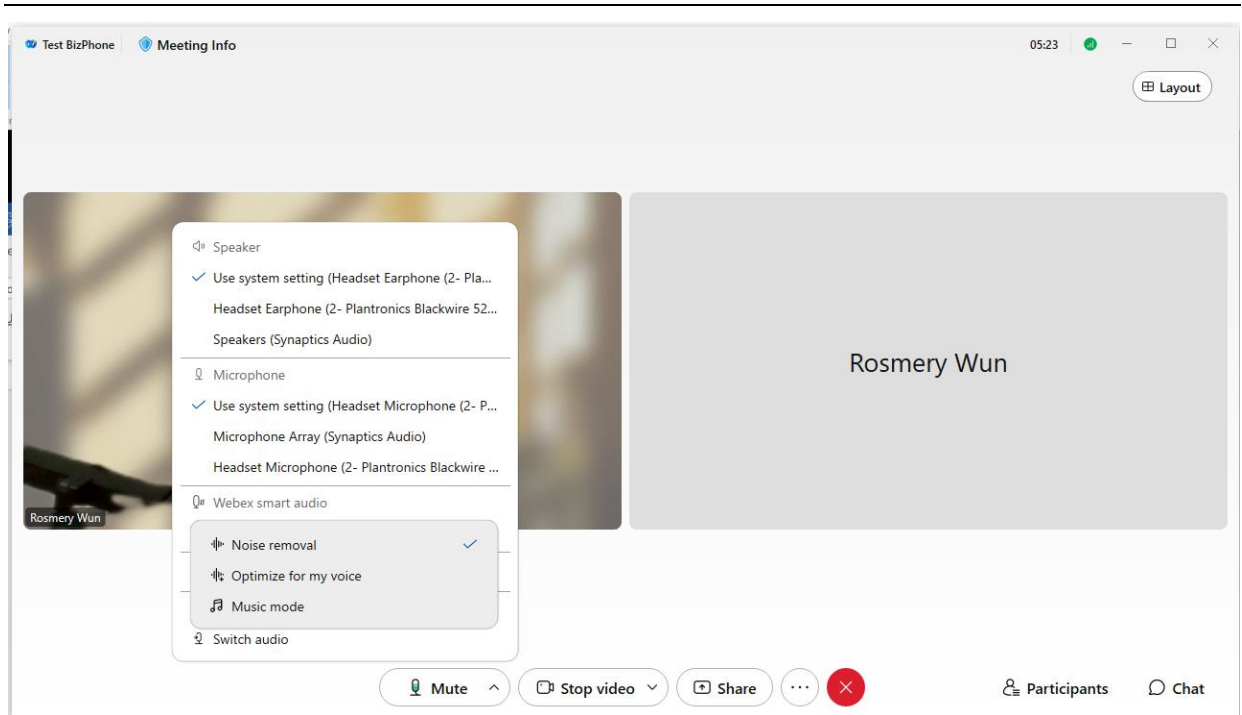 Test BizPhone
Meeting Info
05:23
Layout
Speaker
Use system setting (Headset Earphone (2- Pla...
Headset Earphone (2- Plantronics Blackwire 52...
Speakers (Synaptics Audio)
Microphone
Use system setting (Headset Microphone (2- P...
Microphone Array (Synaptics Audio)
Headset Microphone (2- Plantronics Blackwire ...
Webex smart audio
Noise removal
Optimize for my voice
Music mode
Switch audio
Rosmery Wun
Rosmery Wun
Mute
Stop video
Share
Participants
Chat